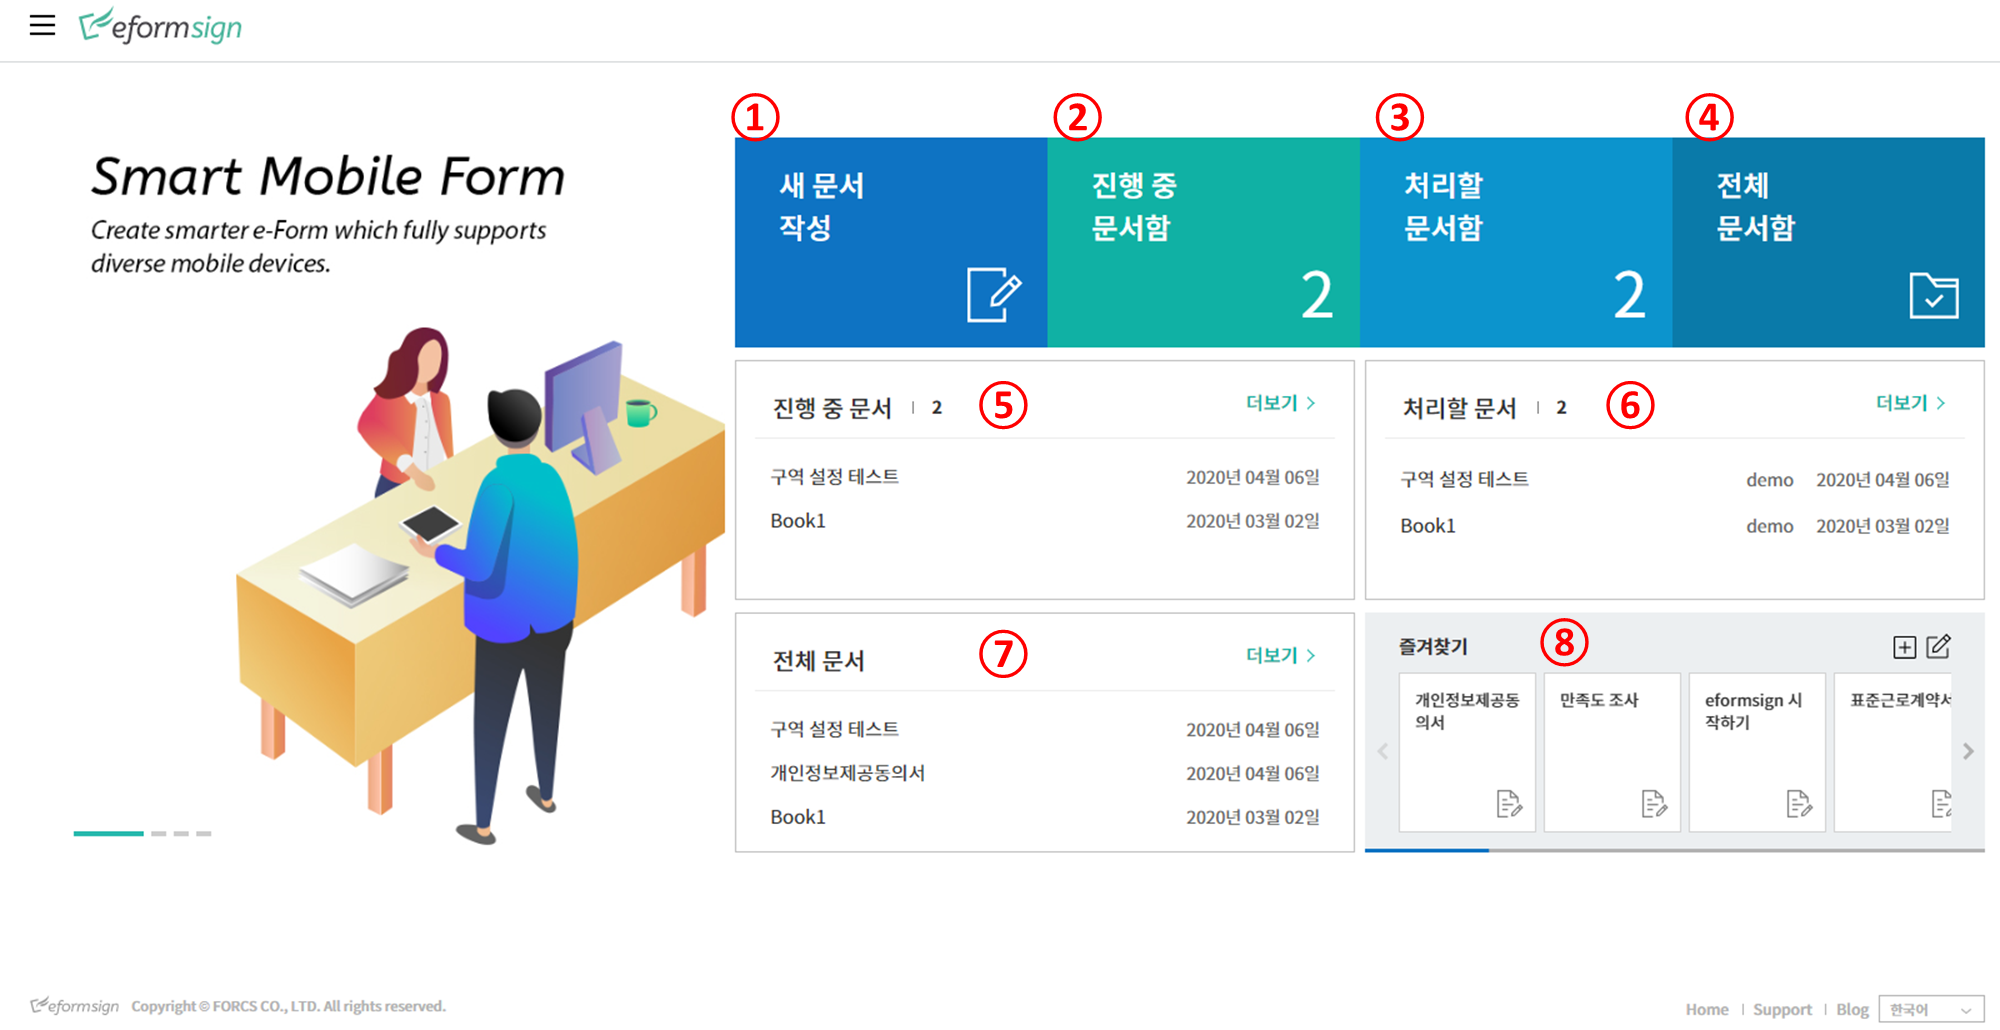 eformsign
Smart Mobile Form
Create smarter e-Form which fully supports
diverse mobile devices.
①
새 문서
작성
②
진행 중
문서함
2
③
처리할
문서함
2
④
전체
문서함
진행 중 문서 | 2 ⑤ 더보기 >
구역 설정 테스트 2020년 04월 06일
Book1 2020년 03월 02일
처리할 문서 | 2 ⑥ 더보기 >
구역 설정 테스트 demo 2020년 04월 06일
Book1 demo 2020년 03월 02일
전체 문서 ⑦ 더보기 >
구역 설정 테스트 2020년 04월 06일
개인정보제공동의서 2020년 04월 06일
Book1 2020년 03월 02일
즐겨찾기 ⑧
개인정보제공동
의서
만족도 조사
eformsign 시
작하기
표준근로계약서
eformsign Copyright © FORCS CO., LTD. All rights reserved.
Home | Support | Blog 한국어